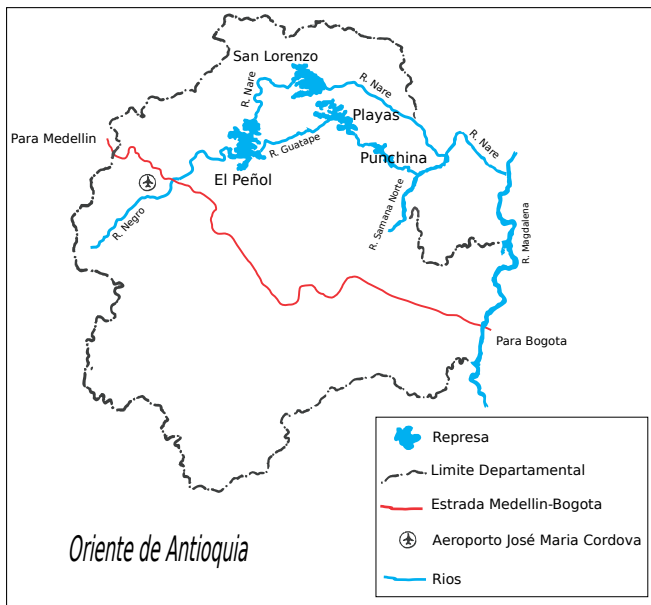 San Lorenzo
R. Nare
R. Nare
Playas
Para Medellin
R. Nare
R. Guatape
Punchina
El Peñol
R. Negro
R. Samana Norte
R. Magdalena
Para Bogota
Represa
Limite Departamental
Estrada Medellin-Bogota
Aeroporto José Maria Cordova
Rios
Oriente de Antioquia